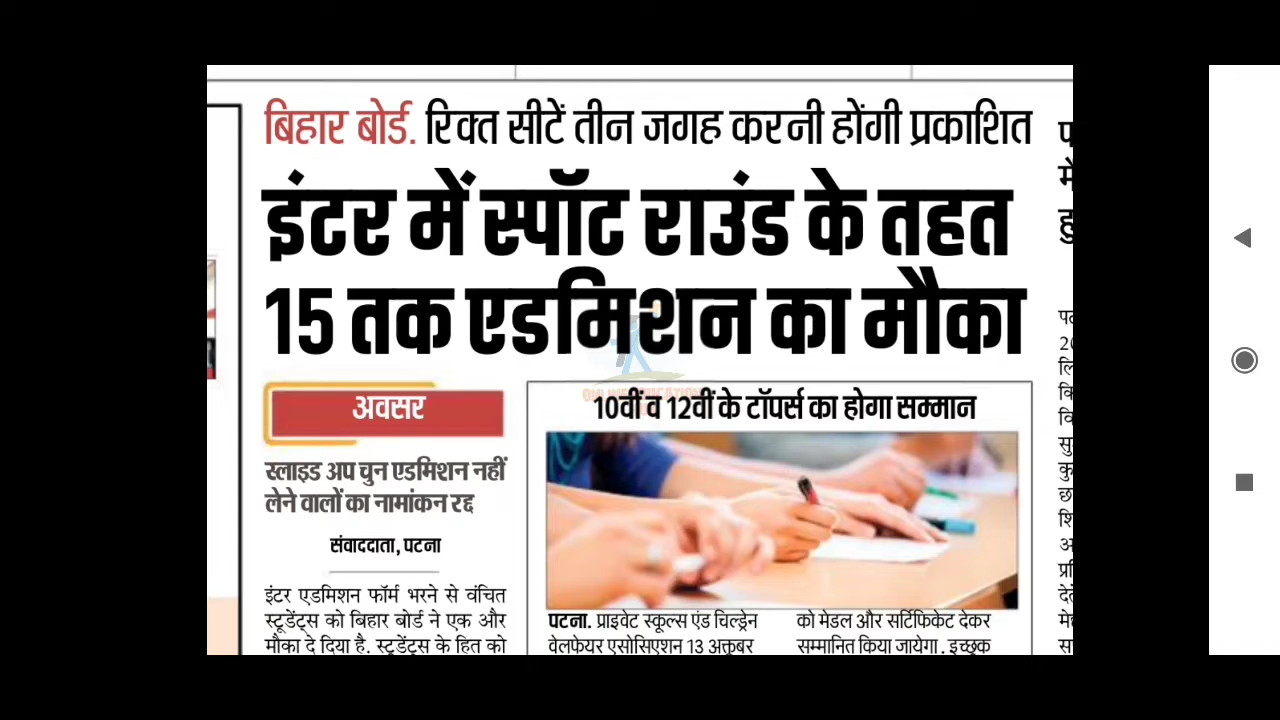 बिहार बोर्ड. रिक्त सीटें तीन जगह करनी होंगी प्रकाशित
इंटर में स्पॉट राउंड के तहत
15 तक एडमिशन का मौका
अवसर
स्लाइड अप चुन एडमिशन नहीं
लेने वालों का नामांकन रद्द
संवाददाता, पटना
इंटर एडमिशन फॉर्म भरने से वंचित
स्टूडेंट्स को बिहार बोर्ड ने एक और
मौका दे दिया है. स्टूडेंट्स के हित को
10वीं व 12वीं के टॉपर्स का होगा सम्मान
पटना. प्राइवेट स्कूल्स एंड चिल्ड्रेन
वेलफेयर एसोसिएशन 13 अक्तूबर
को मेडल और सर्टिफिकेट देकर
सम्मानित किया जायेगा . इच्छुक